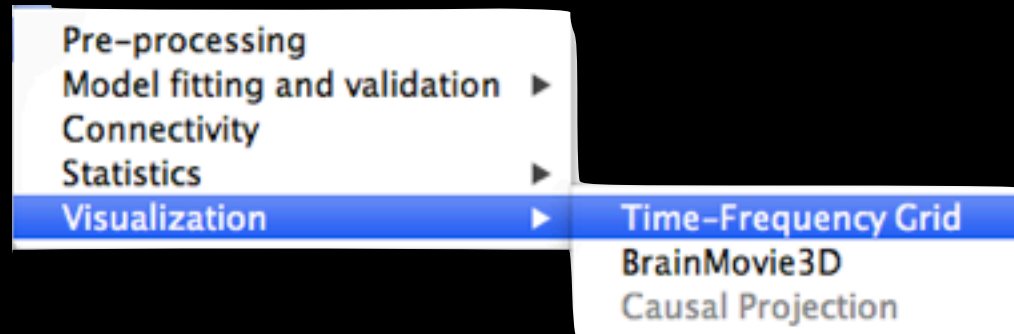 Pre-processing
Model fitting and validation
Connectivity
Statistics
Visualization
Time-Frequency Grid
BrainMovie3D
Causal Projection